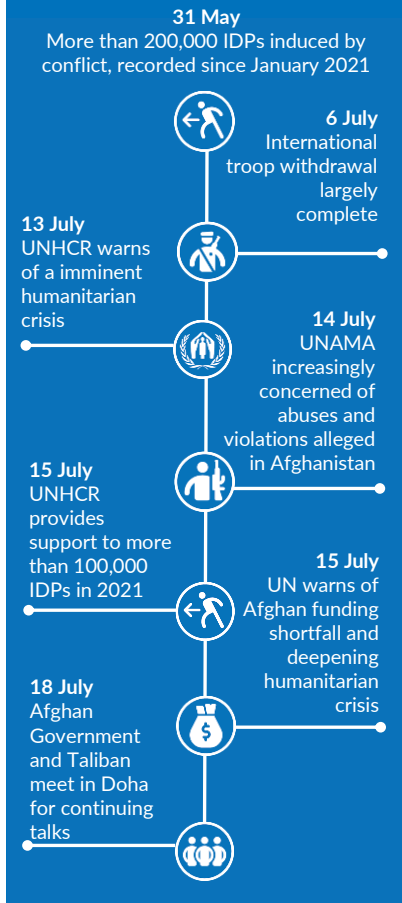 31 May
More than 200,000 IDPs induced by
conflict, recorded since January 2021
6 July
International
troop withdrawal
largely
complete
13 July
UNHCR warns
of a imminent
humanitarian
crisis
14 July
UNAMA
increasingly
concerned of
abuses and
violations alleged
in Afghanistan
15 July
UNHCR
provides
support to more
than 100,000
IDPs in 2021
15 July
UN warns of
Afghan funding
shortfall and
deepening
humanitarian
crisis
$
18 July
Afghan
Government
and Taliban
meet in Doha
for continuing
talks